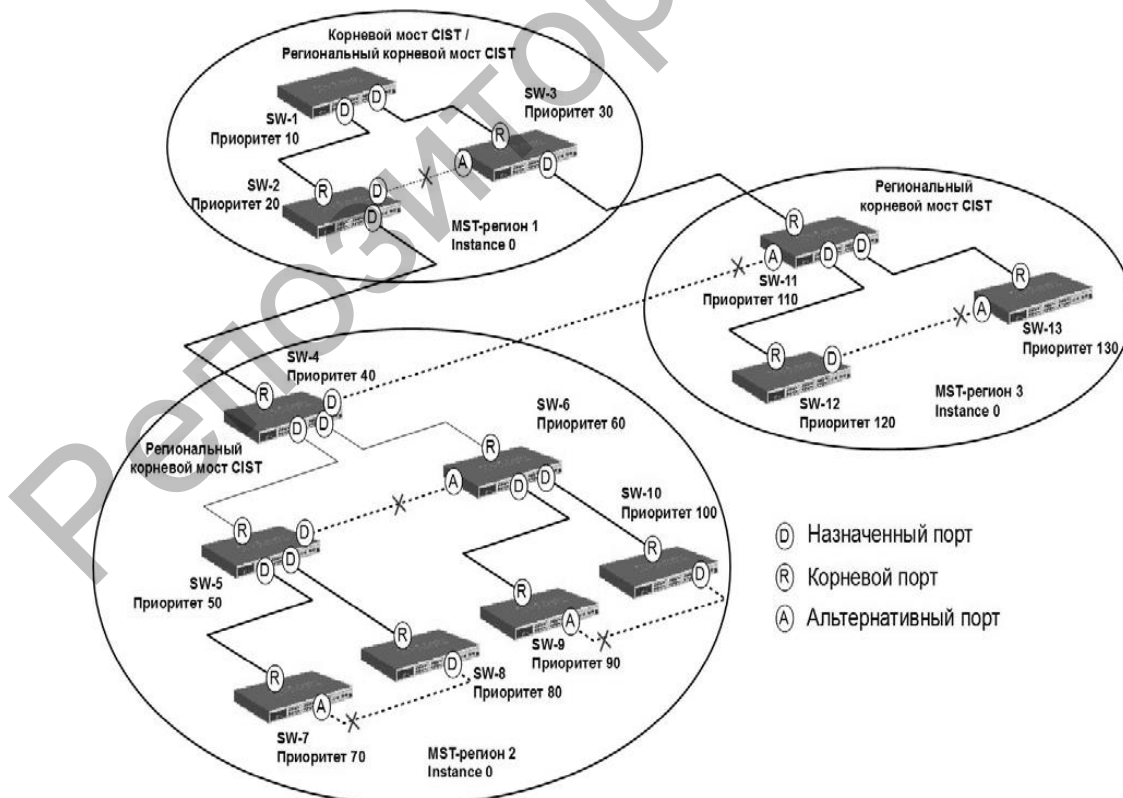 Репозитор
Корневой мост CIST /
Региональный корневой мост CIST
D
D
SW-1
Приоритет 10
SW-3
Приоритет 30
R
A
D
SW-2
Приоритет 20
R
D
D
MST-регион 1
Instance 0
Региональный
корневой мост CIST
R
A
D
D
SW-11
Приоритет 110
R
A
SW-13
Приоритет 130
R
D
SW-12
Приоритет 120
MST-регион 3
Instance 0
SW-4
Приоритет 40
R
D
D
D
Региональный
корневой мост CIST
SW-6
Приоритет 60
R
A
D
D
SW-10
Приоритет 100
R
D
R
D
D
D
SW-5
Приоритет 50
R
A
SW-9
Приоритет 90
R
D
SW-8
Приоритет 80
R
A
SW-7
Приоритет 70
MST-регион 2
Instance 0
D Назначенный порт
R Корневой порт
A Альтернативный порт